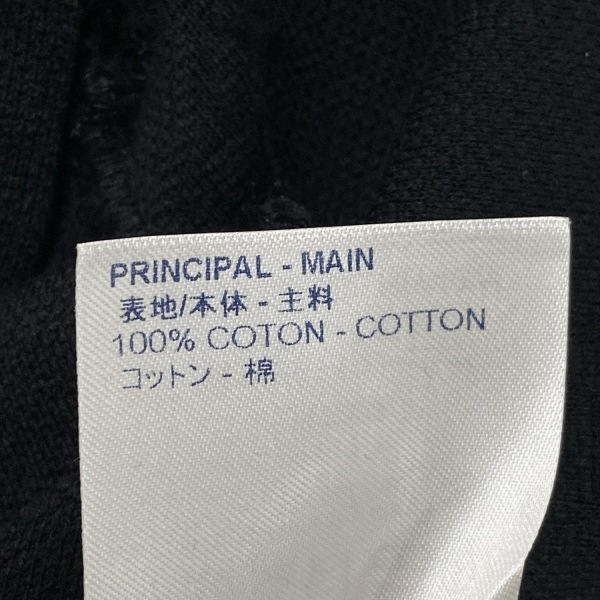 PRINCIPAL - MAIN
表地/本体 - 主料
100% COTON - COTTON
コットン - 棉